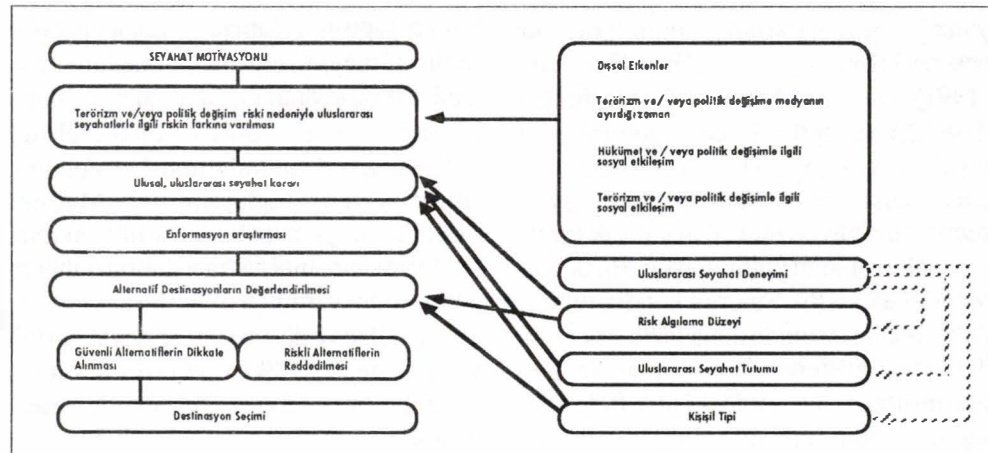 SEYAHAT MOTİVASYONU
Terörizm ve/veya politik değişim riski nedeniyle uluslararası
seyahatlerle ilgili riskin farkına varılması
Ulusal, uluslararası seyahat kararı
Enformasyon araştırması
Alternatif Destinasyonların Değerlendirilmesi
Güvenli Alternatiflerin Dikkate
Alınması
Riskli Alternatiflerin
Reddedilmesi
Destinasyon Seçimi
Dışsal Etkenler
Terörizm ve/ veya politik değişime medyanın
ayırdığı zaman
Hükümet ve / veya politik değişimle ilgili
sosyal etkileşim
Terörizm ve / veya politik değişimle ilgili
sosyal etkileşim
Uluslararası Seyahat Deneyimi
Risk Algılama Düzeyi
Uluslararası Seyahat Tutumu
Kişişil Tipi